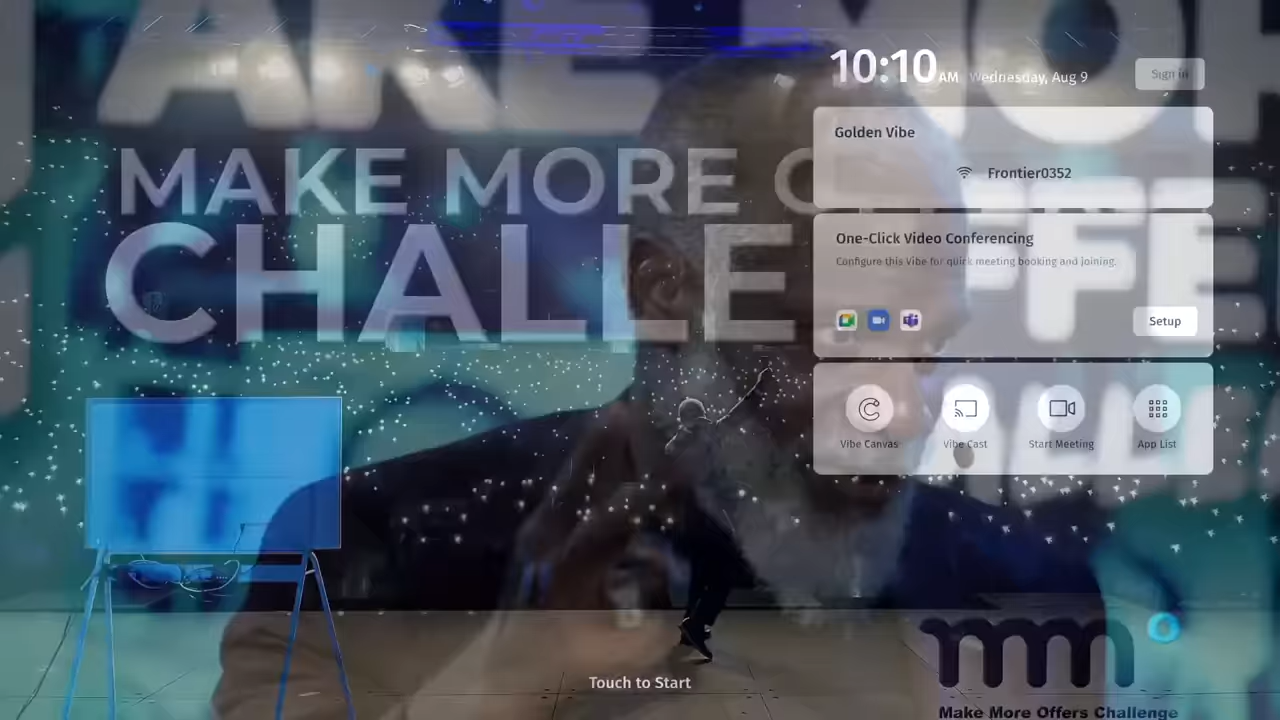 10:10 AM Wednesday, Aug 9
Sign in
Golden Vibe
Frontier0352
MAKE MORE
CHALLE E
One-Click Video Conferencing
Configure this Vibe for quick meeting booking and joining.
Setup
Vibe Canvas
Vibe Cast
Start Meeting
App List
Touch to Start
mm
Make More Offers Challenge